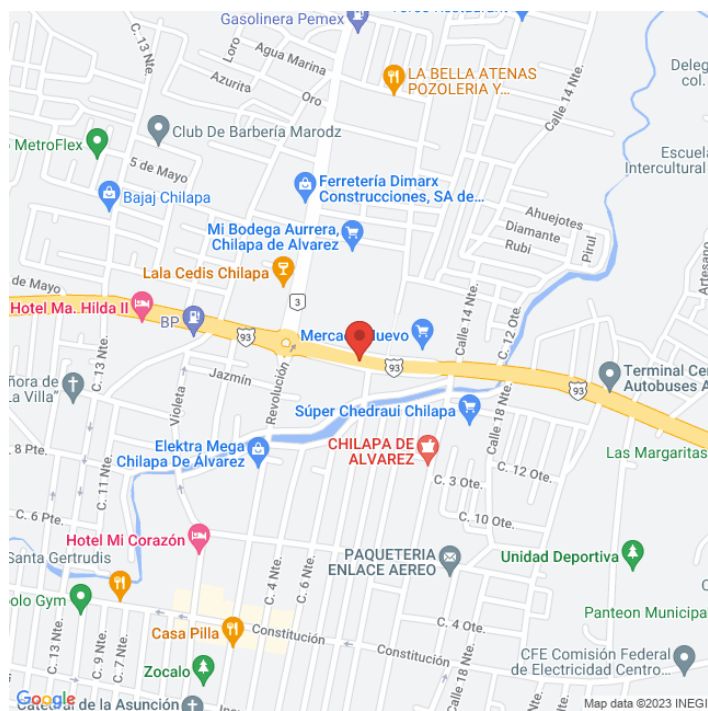 Gasolinera Pemex
C. 13 Nte.
Loro
Agua Marina
Azurita
Oro
LA BELLA ATENAS
POZOLERIA Y...
Calle 14 Nte.
Deleg
col.
Club De Barbería Marodz
MetroFlex
5 de Mayo
Escuela
Intercultural
Bajaj Chilapa
Ferretería Dimarx
Construcciones, SA de...
Ahuejotes
Diamante
Rubi
Pirul
Mi Bodega Aurrera,
Chilapa de Alvarez
Artesano
Lala Cedis Chilapa
de Mayo
Hotel Ma. Hilda II
3
BP
93
Mercado Nuevo
Calle 14 Nte.
C. 12 Ote.
93
C. 13 Nte.
Jazmín
Revolución
Terminal Cen
Autobuses A
93
ñora de
La Villa”
Violeta
Súper Chedraui Chilapa
Calle 18 Nte.
8 Pte.
Elektra Mega
Chilapa De Álvarez
CHILAPA DE
ALVAREZ
Las Margaritas
C. 11 Nte.
C. 3 Ote.
C. 12 Ote.
C. 6 Pte.
C. 10 Ote.
Hotel Mi Corazón
Santa Gertrudis
C. 4 Nte.
C. 6 Nte.
PAQUETERIA
ENLACE AEREO
Unidad Deportiva
olo Gym
Panteon Municipa
Casa Pilla
Constitución
C. 4 Ote.
C. 13 Nte.
C. 9 Nte.
C. 7 Nte.
Constitución
Calle 18 Nte.
CFE Comisión Federal
de Electricidad Centro...
Zocalo
Google
Catedral de la Asunción
Map data ©2023 INEGI